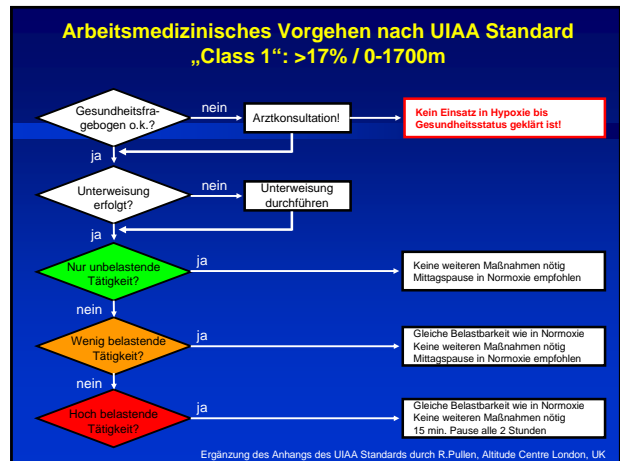 Arbeitsmedizinisches Vorgehen nach UIAA Standard
„Class 1“: >17% / 0-1700m
Gesundheitsfra-
gebogen o.k.?
nein
Arztkonsultation!
Kein Einsatz in Hypoxie bis
Gesundheitsstatus geklärt ist!
ja
Unterweisung
erfolgt?
nein
Unterweisung
durchführen
ja
Nur unbelastende
Tätigkeit?
ja
Keine weiteren Maßnahmen nötig
Mittagspause in Normoxie empfohlen
nein
Wenig belastende
Tätigkeit?
ja
Gleiche Belastbarkeit wie in Normoxie
Keine weiteren Maßnahmen nötig
Mittagspause in Normoxie empfohlen
nein
Hoch belastende
Tätigkeit?
ja
Gleiche Belastbarkeit wie in Normoxie
Keine weiteren Maßnahmen nötig
15 min. Pause alle 2 Stunden
Ergänzung des Anhangs des UIAA Standards durch R.Pullen, Altitude Centre London, UK